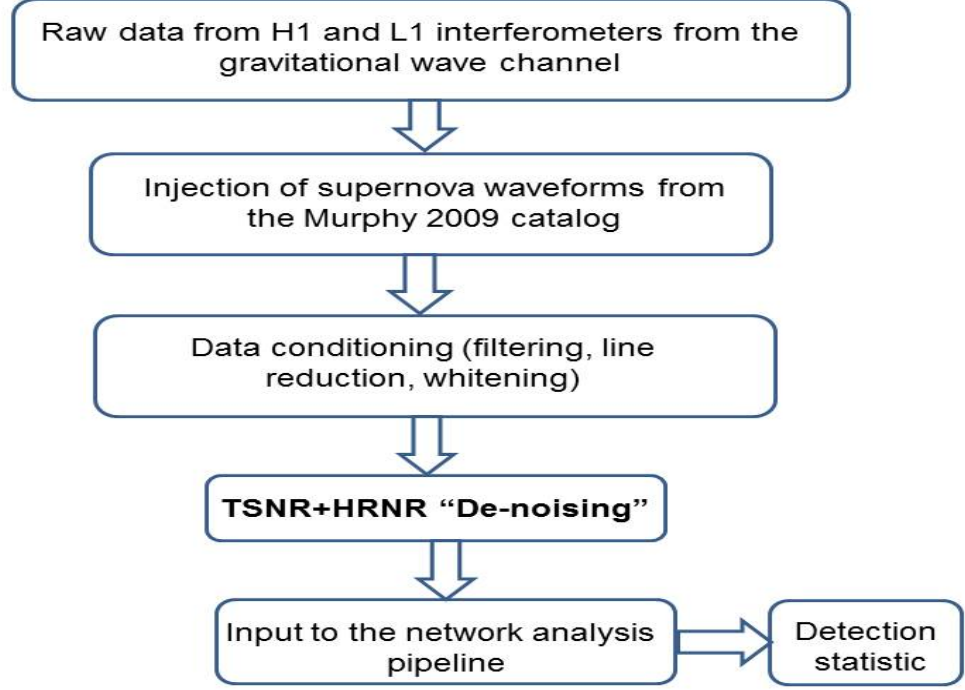 Raw data from H1 and L1 interferometers from the
gravitational wave channel
Injection of supernova waveforms from
the Murphy 2009 catalog
Data conditioning (filtering, line
reduction, whitening)
TSNR+HRNR “De-noising”
Input to the network analysis
pipeline
Detection
statistic